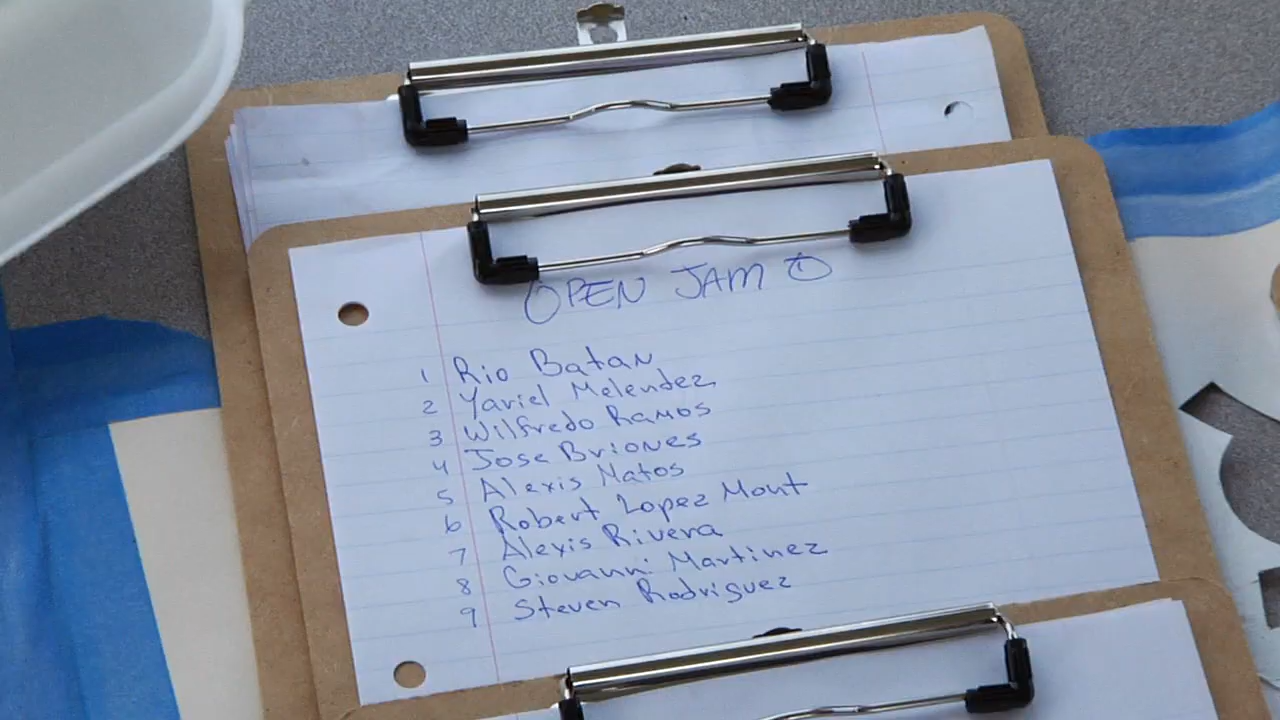 OPEN JAM ①
1 Rio Batan
2 Yariel Melendez
3 Wilfredo Ramos
4 Jose Briones
5 Alexis Matos
6 Robert Lopez Mont
7 Alexis Rivera
8 Giovanni Martinez
9 Steven Rodriguez